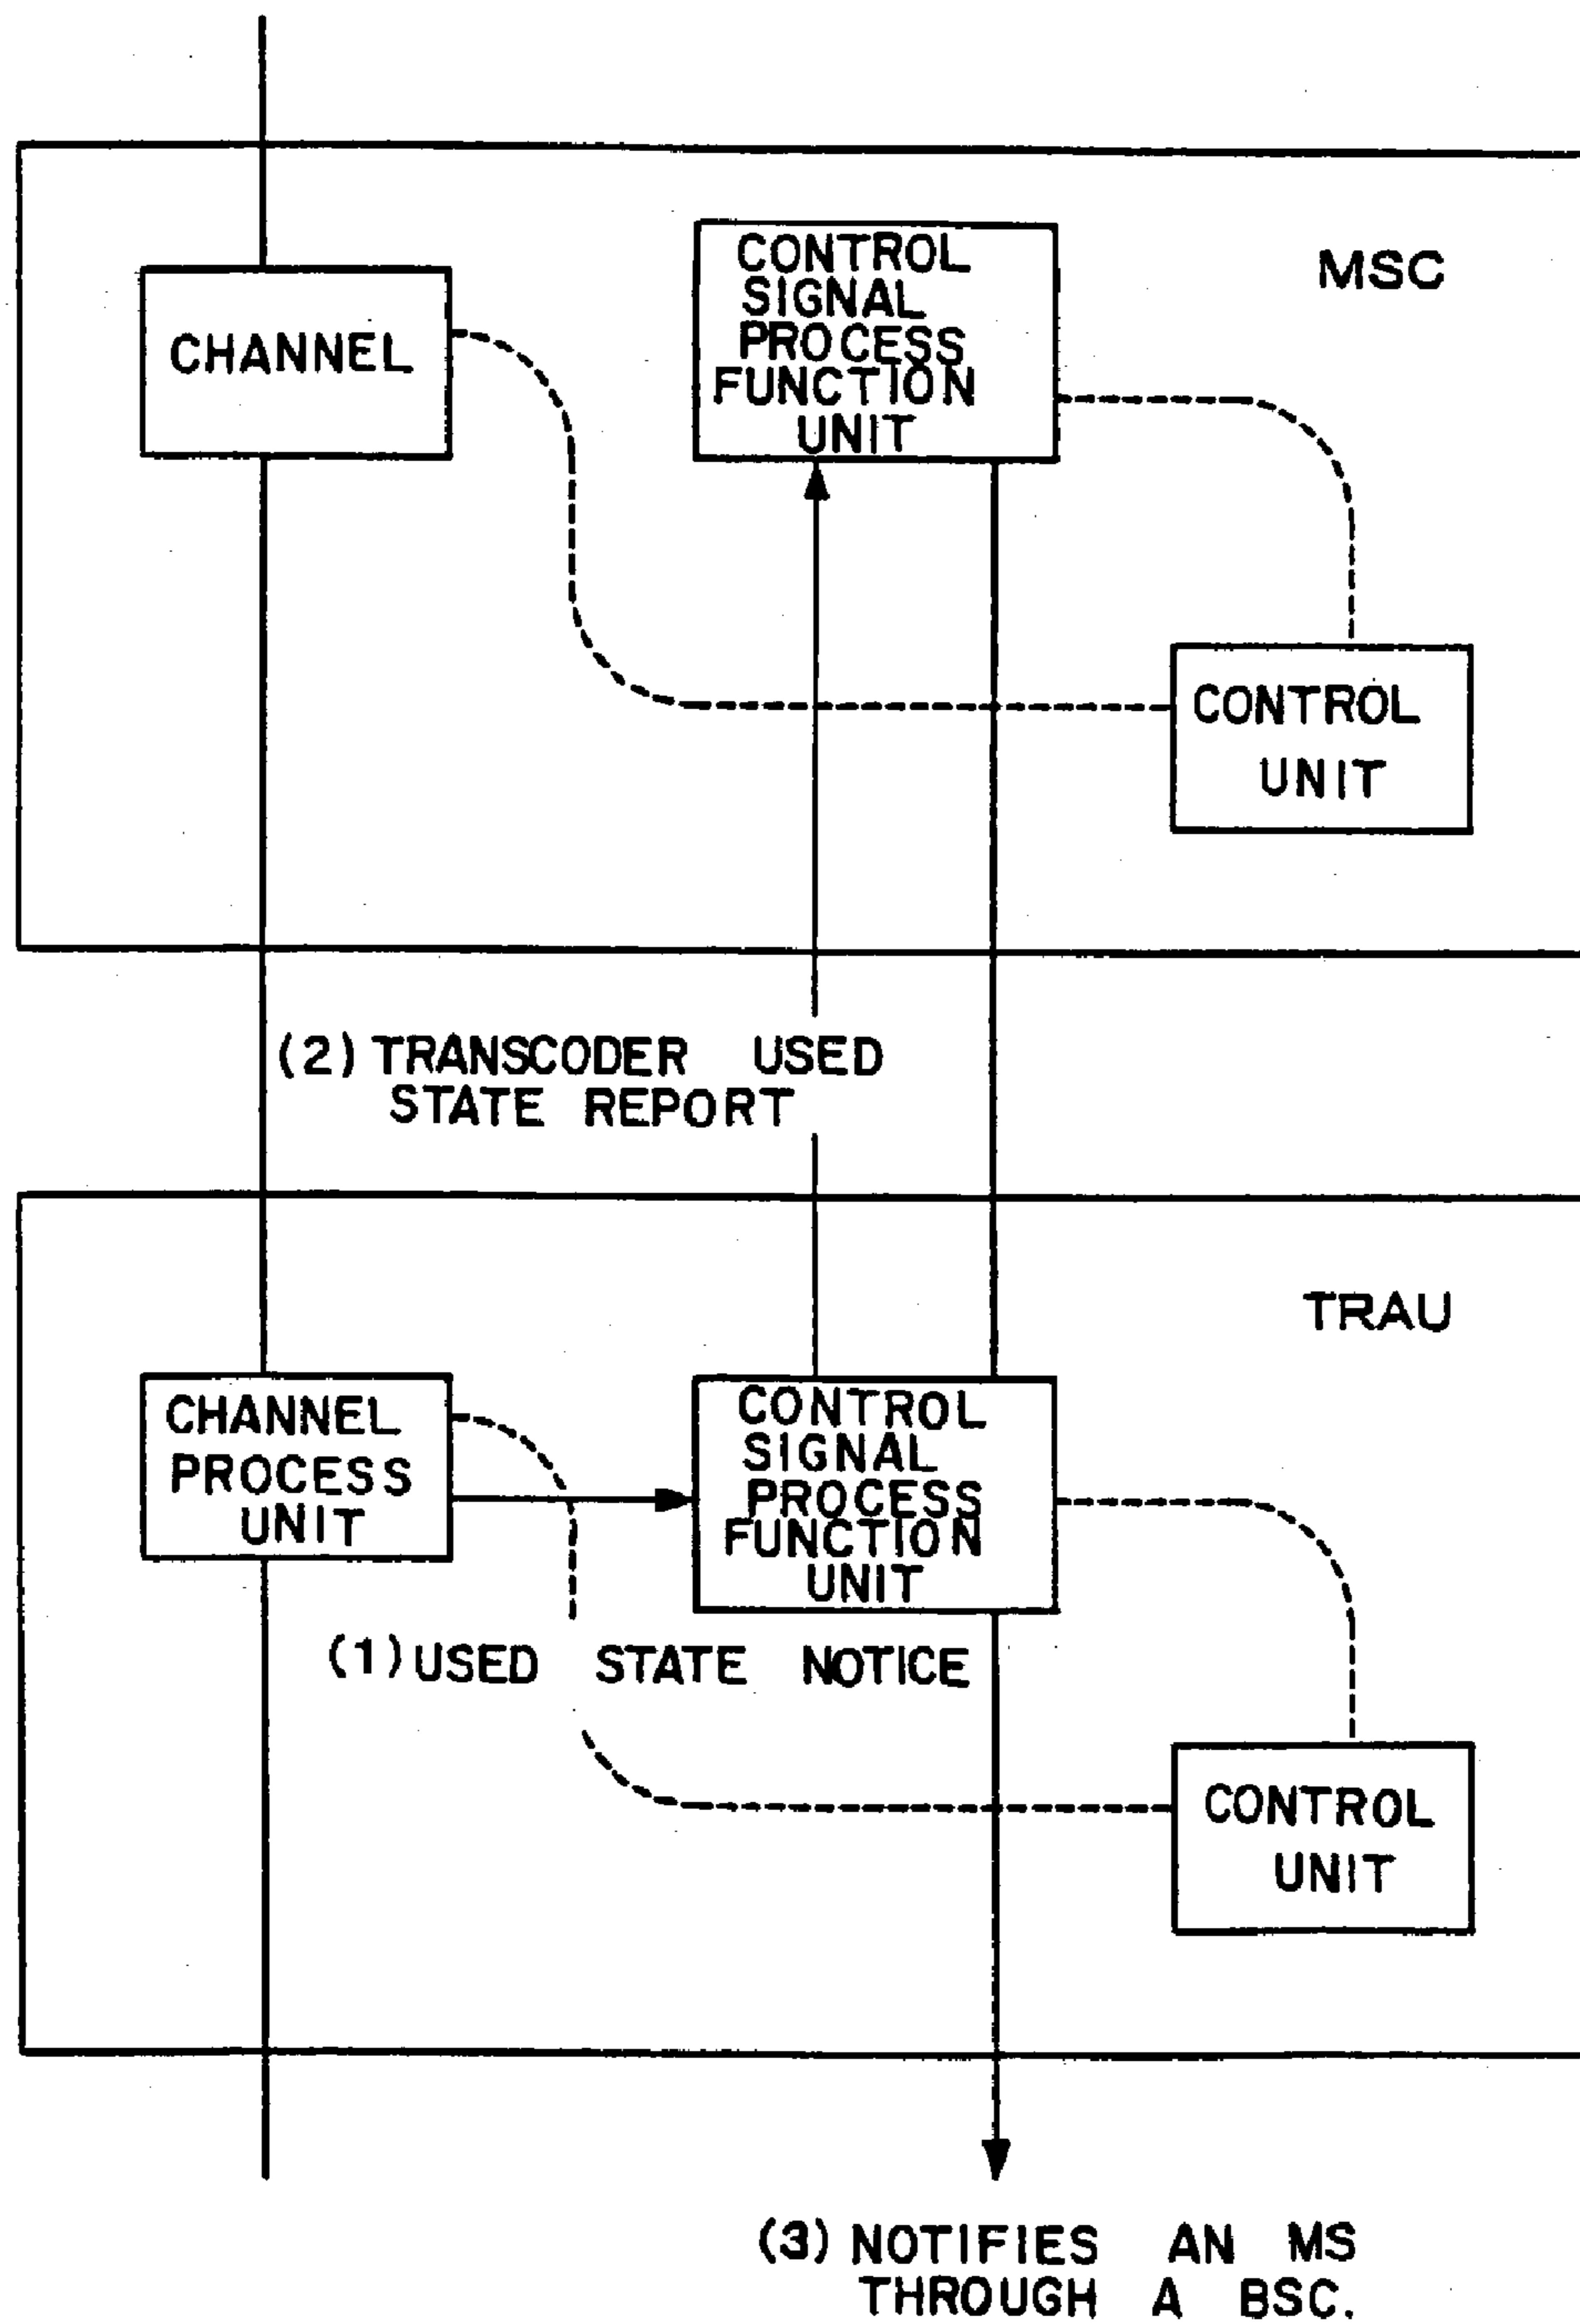 CONTROL
SIGNAL
PROCESS
FUNCTION
UNIT
MSC
CHANNEL
CONTROL
UNIT
(2) TRANSCODER USED
STATE REPORT
TRAU
CHANNEL
PROCESS
UNIT
CONTROL
SIGNAL
PROCESS
FUNCTION
UNIT
(1) USED STATE NOTICE
CONTROL
UNIT
(3) NOTIFIES AN MS
THROUGH A BSC.